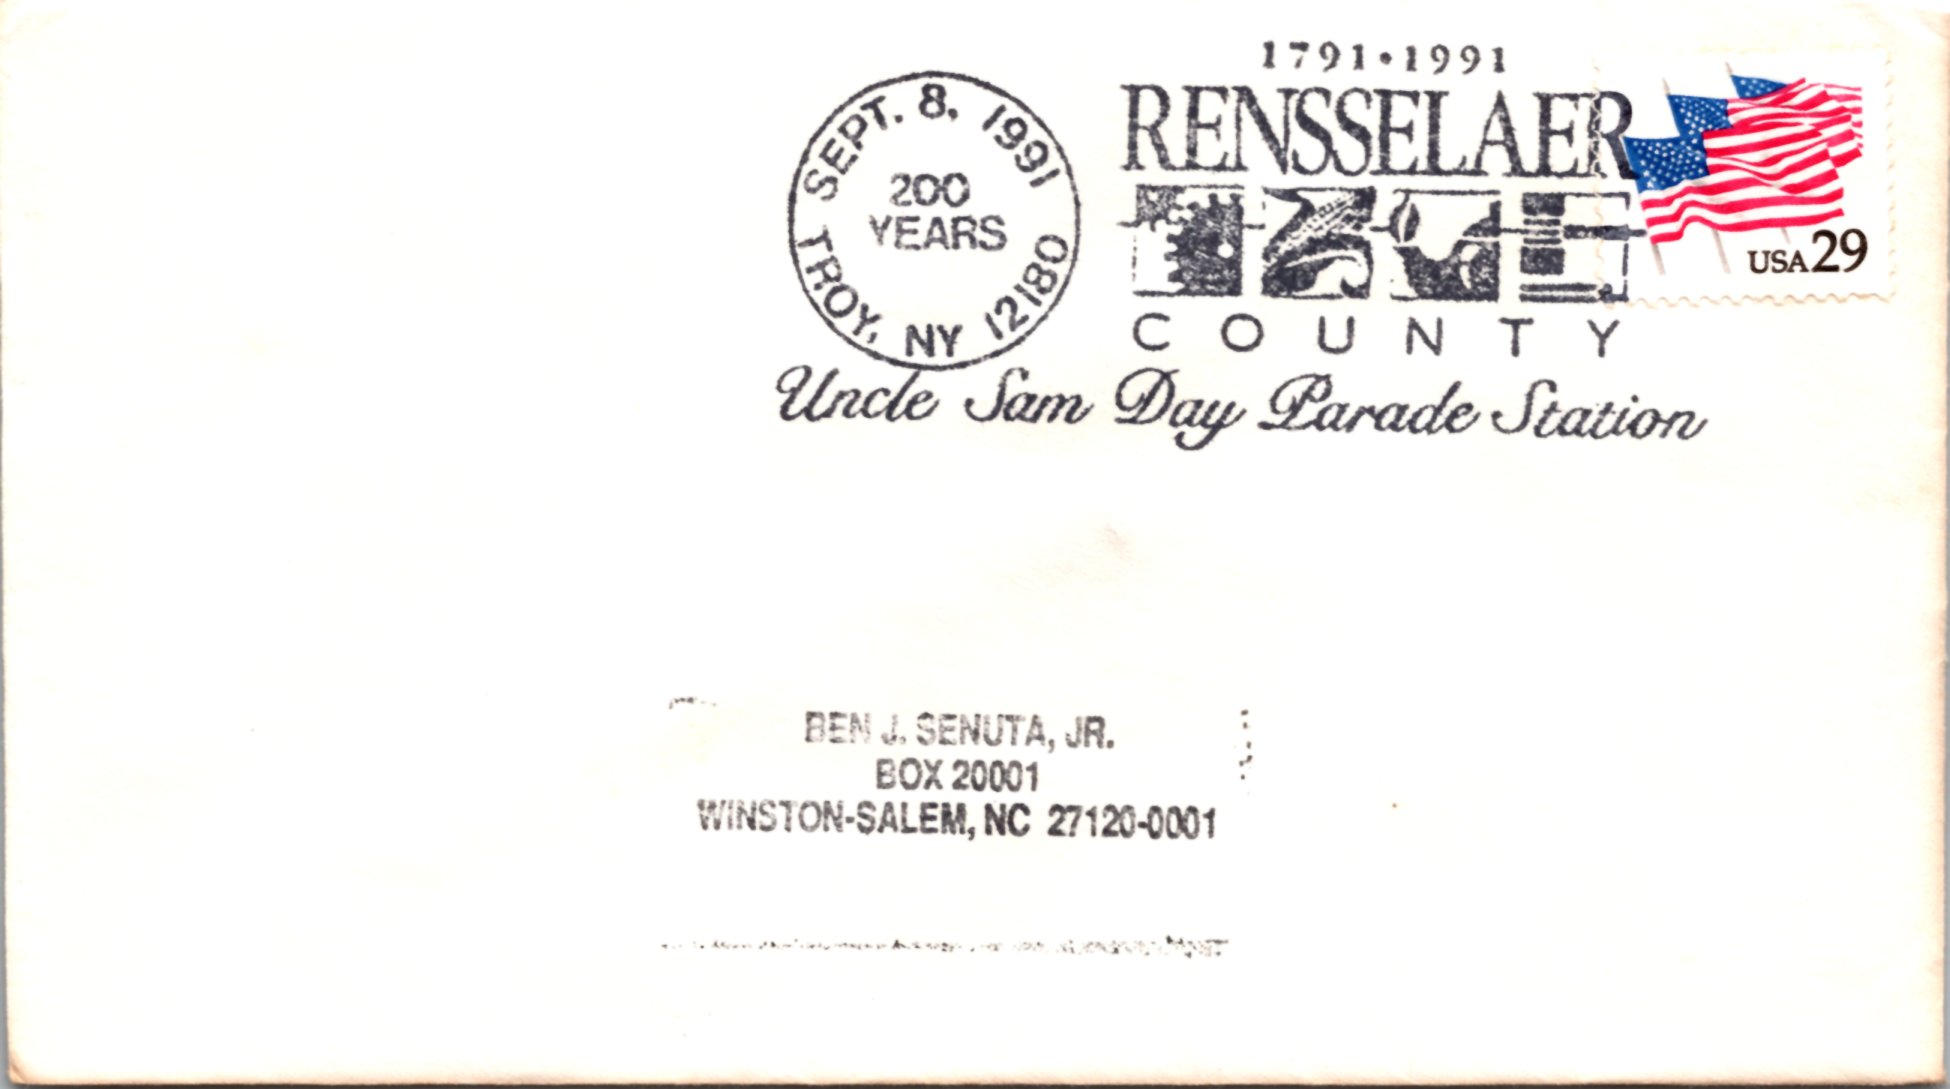 SEPT. 8, 1991
200
YEARS
TROY, NY 12180
1791•1991
RENSSELAER
COUNTY
Uncle Sam Day Parade Station
USA29
BEN J. SENUTA, JR.
BOX 20001
WINSTON-SALEM, NC 27120-0001